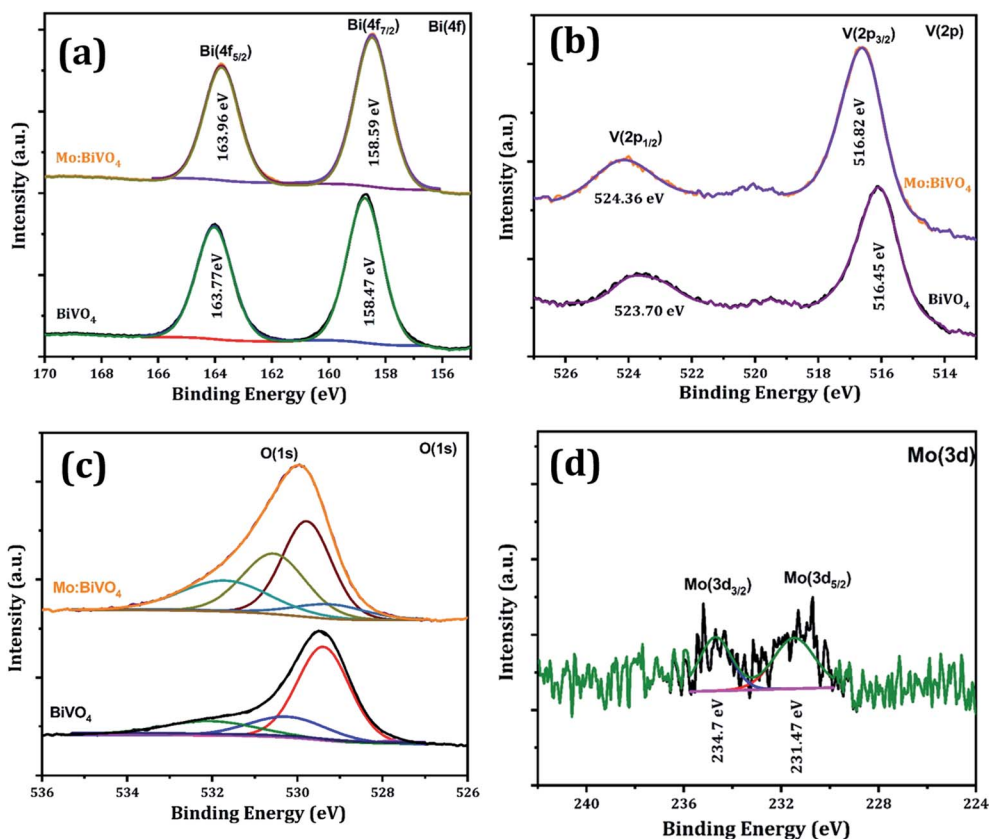 (a)
Bi(4f₅/₂)
Bi(4f₇/₂)
Bi(4f)
163.96 eV
158.59 eV
Mo:BiVO₄
163.77eV
158.47 eV
BiVO₄
Intensity (a.u.)
170 168 166 164 162 160 158 156
Binding Energy (eV)
(b)
V(2p₃/₂)
V(2p)
V(2p₁/₂)
516.82 eV
Mo:BiVO₄
524.36 eV
516.45 eV
523.70 eV
BiVO₄
Intensity (a.u.)
526 524 522 520 518 516 514
Binding Energy (eV)
(c)
O(1s)
O(1s)
Mo:BiVO₄
BiVO₄
Intensity (a.u.)
536 534 532 530 528 526
Binding Energy (eV)
(d)
Mo(3d)
Mo(3d₃/₂)
Mo(3d₅/₂)
234.7 eV
231.47 eV
Intensity (a.u.)
240 236 232 228 224
Binding Energy (eV)